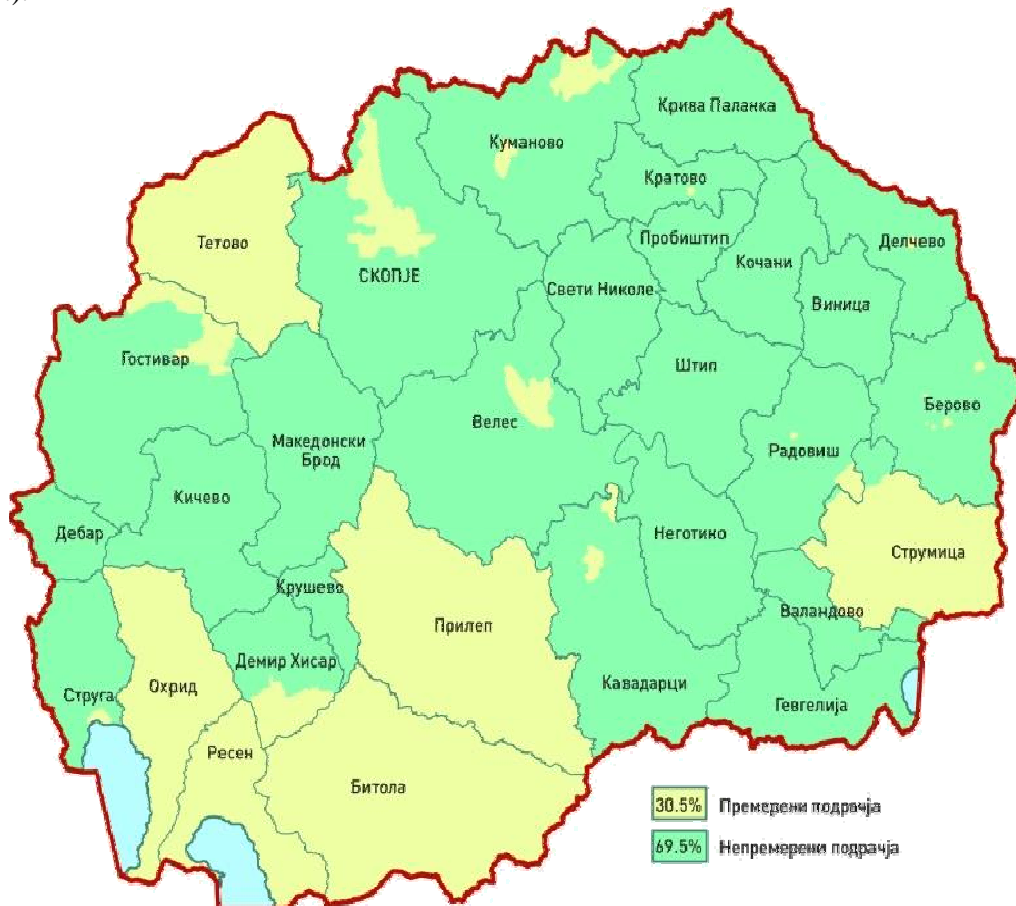 Крива Паланка
Куманово
Кратово
Тетово
Пробиштип
Делчево
СКОПЈЕ
Кочани
Свети Николе
Виница
Гостивар
Штип
Берово
Велес
Македонски
Брод
Радовиш
Кичево
Дебар
Неготико
Струмица
Крушево
Валандово
Прилеп
Демир Хисар
Охрид
Струга
Кавадарци
Гевгелија
Ресен
Битола
30.5% Премерени подрачја
69.5% Непремерени подрачја